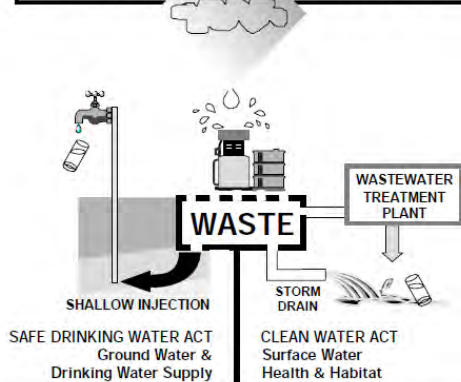 WASTE
WASTEWATER
TREATMENT
PLANT
SHALLOW INJECTION
STORM
DRAIN
SAFE DRINKING WATER ACT
Ground Water &
Drinking Water Supply
CLEAN WATER ACT
Surface Water
Health & Habitat